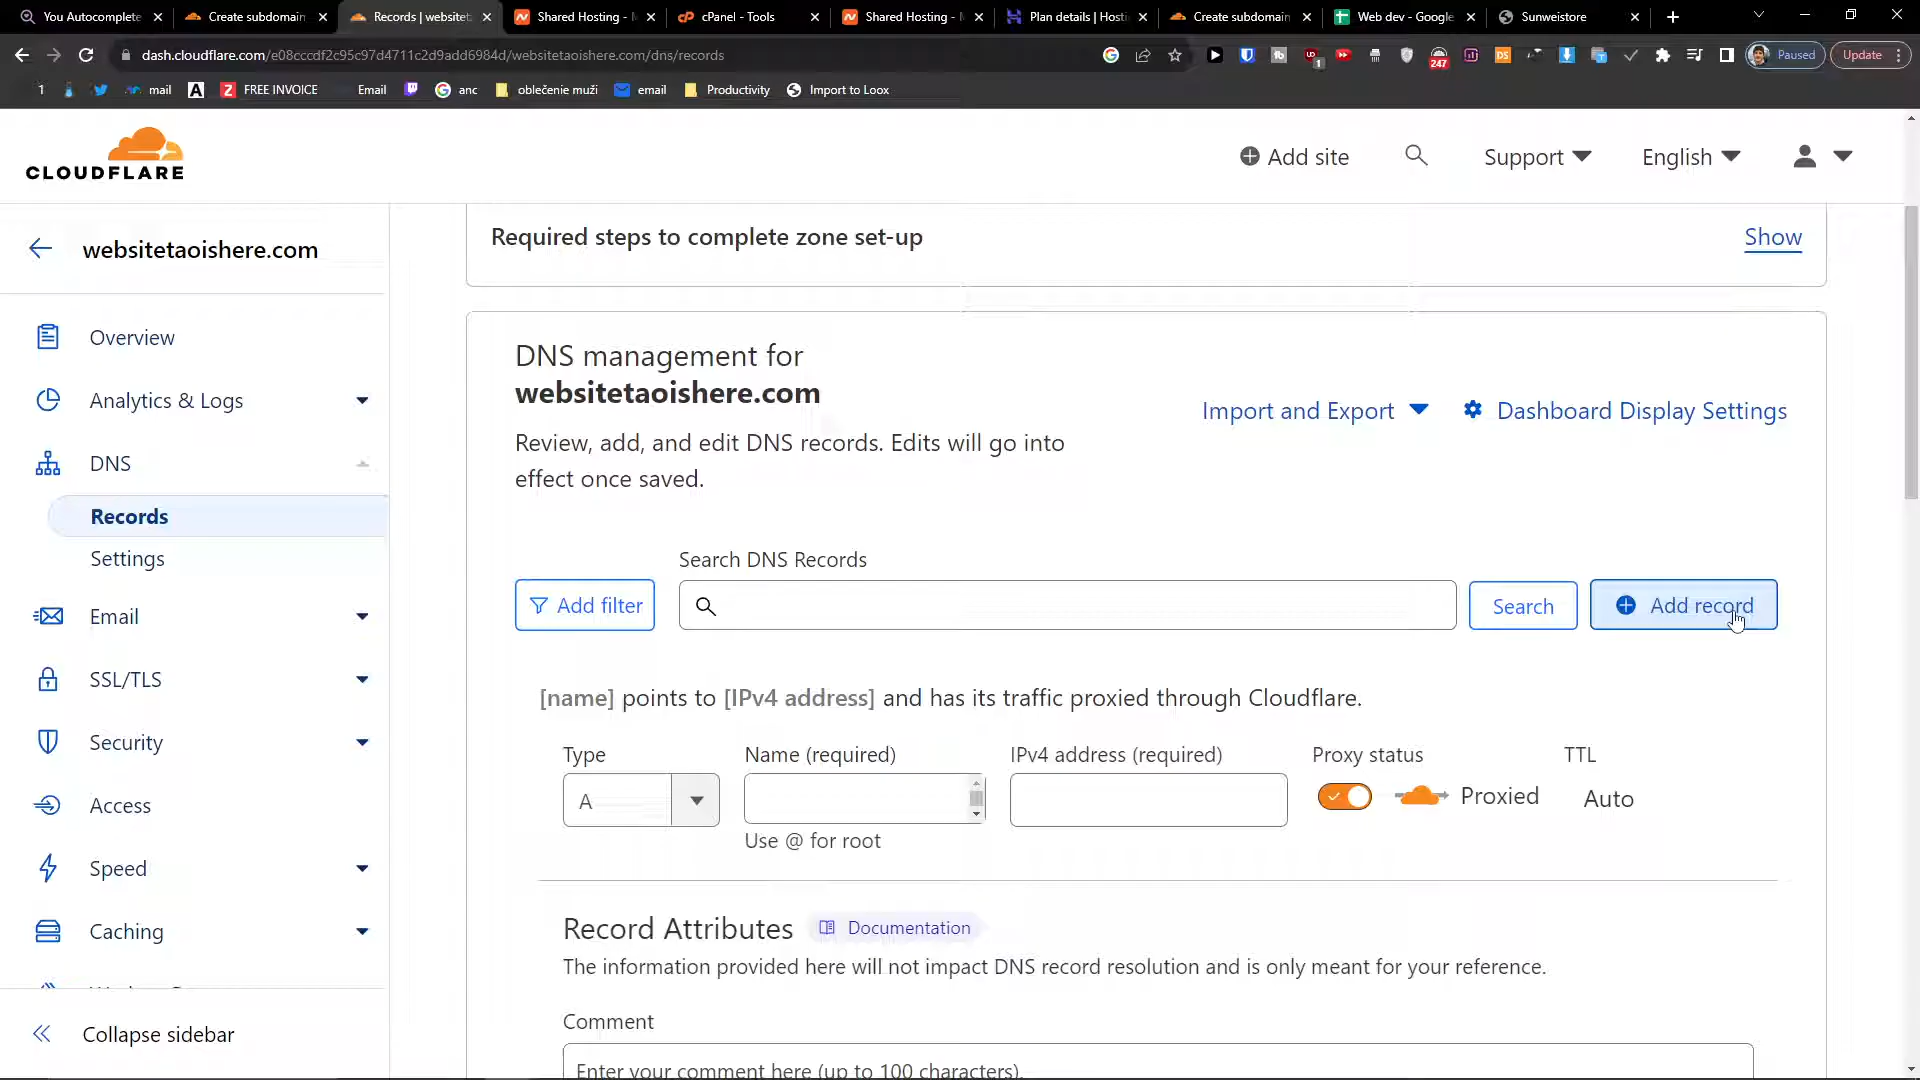 You Autocomplete
Create subdomain
Records | websitet
Shared Hosting - N
cPanel - Tools
Shared Hosting - N
Plan details | Hosti
Create subdomain
Web dev - Google
Sunweistore
dash.cloudflare.com/e08cccdf2c95c97d4711c2d9add6984d/websitetaoishere.com/dns/records
1
247
DS
Paused
Update
1
mail
FREE INVOICE
Email
anc
oblečenie muži
email
Productivity
Import to Loox
CLOUDFLARE
Add site
Support
English
websitetaoishere.com
Required steps to complete zone set-up
Show
Overview
Analytics & Logs
DNS
Records
Settings
Email
SSL/TLS
Security
Access
Speed
Caching
Collapse sidebar
DNS management for
websitetaoishere.com
Import and Export
Dashboard Display Settings
Review, add, and edit DNS records. Edits will go into
effect once saved.
Search DNS Records
Add filter
Search
Add record
[name] points to [IPv4 address] and has its traffic proxied through Cloudflare.
Type
Name (required)
IPv4 address (required)
Proxy status
TTL
A
Proxied
Auto
Use @ for root
Record Attributes
Documentation
The information provided here will not impact DNS record resolution and is only meant for your reference.
Comment
Enter your comment here (up to 100 characters).